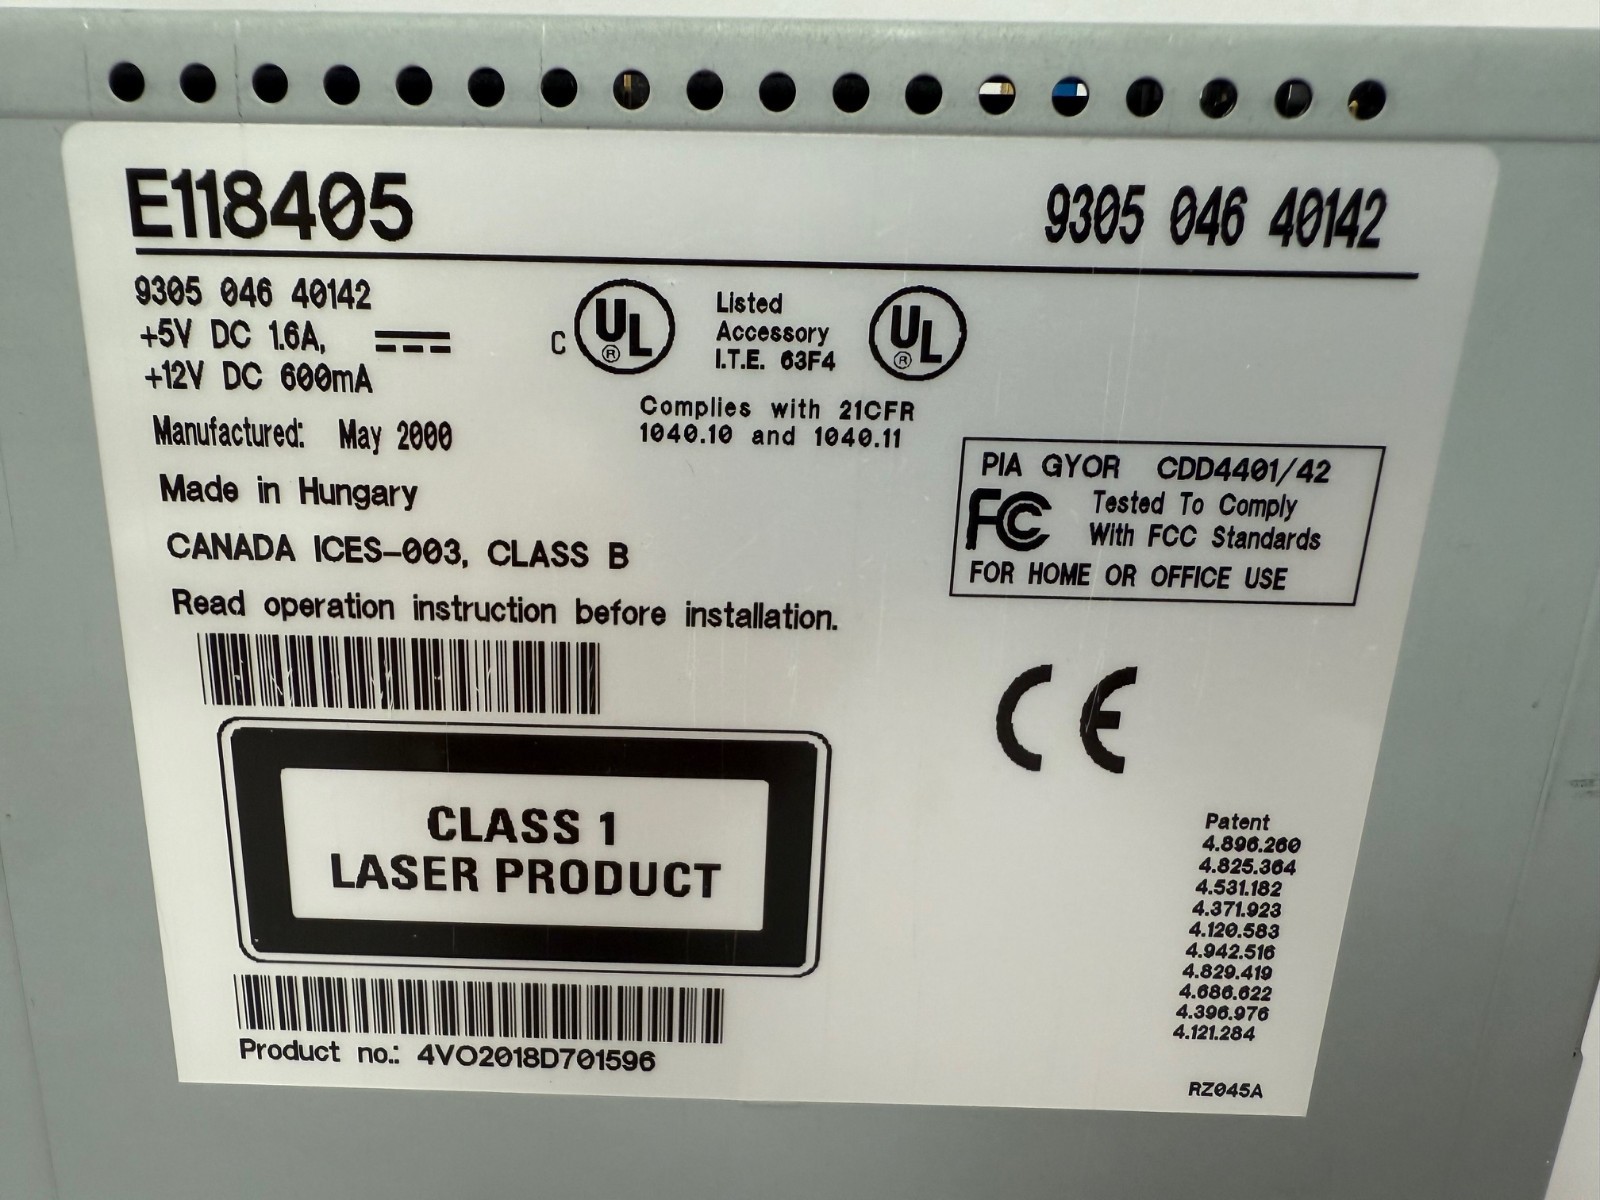 E118405
9305 046 40142
9305 046 40142
+5V DC 1.6A,
+12V DC 600mA
C UL ®
Listed
Accessory
I.T.E. 63F4
UL ®
Complies with 21CFR
1040.10 and 1040.11
Manufactured: May 2000
Made in Hungary
CANADA ICES-003, CLASS B
Read operation instruction before installation.
PIA GYOR CDD4401/42
FC Tested To Comply
With FCC Standards
FOR HOME OR OFFICE USE
CE
CLASS 1
LASER PRODUCT
Product no.: 4VO2018D701596
Patent
4.896.260
4.825.364
4.531.182
4.371.923
4.120.583
4.942.516
4.829.419
4.686.622
4.396.976
4.121.284
RZ045A